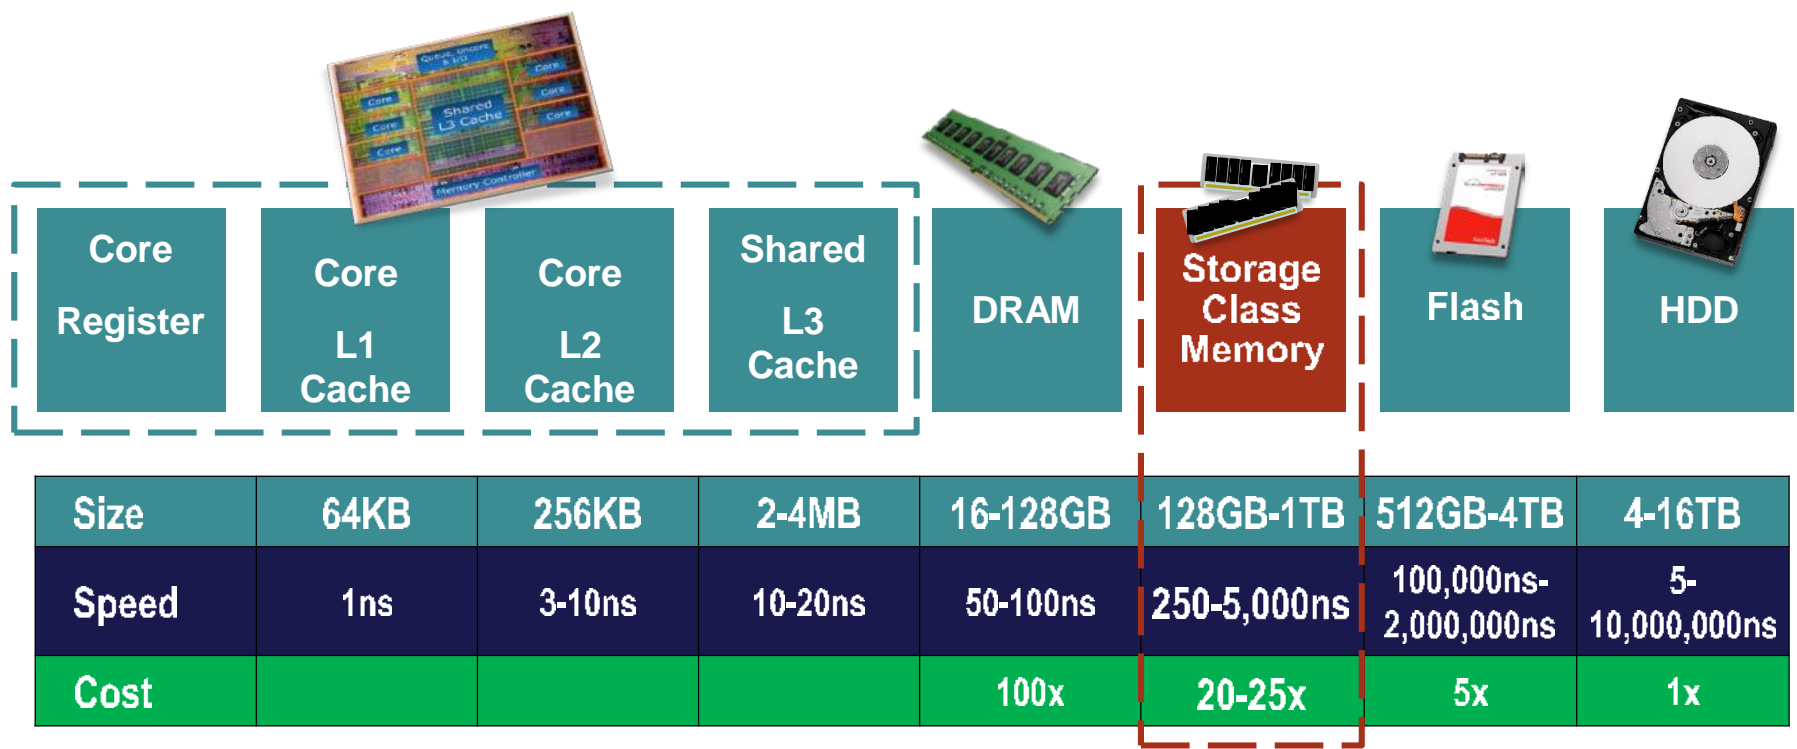 Queue, Uncore
& I/O
Core
Core
Core
Shared
L3 Cache
Core
Core
Core
Memory Controller
Core
Register
Core
L1
Cache
Core
L2
Cache
Shared
L3
Cache
DRAM
Storage
Class
Memory
Flash
HDD
Size 64KB 256KB 2-4MB 16-128GB 128GB-1TB 512GB-4TB 4-16TB
Speed 1ns 3-10ns 10-20ns 50-100ns 250-5,000ns 100,000ns-
2,000,000ns 5-
10,000,000ns
Cost 100x 20-25x 5x 1x